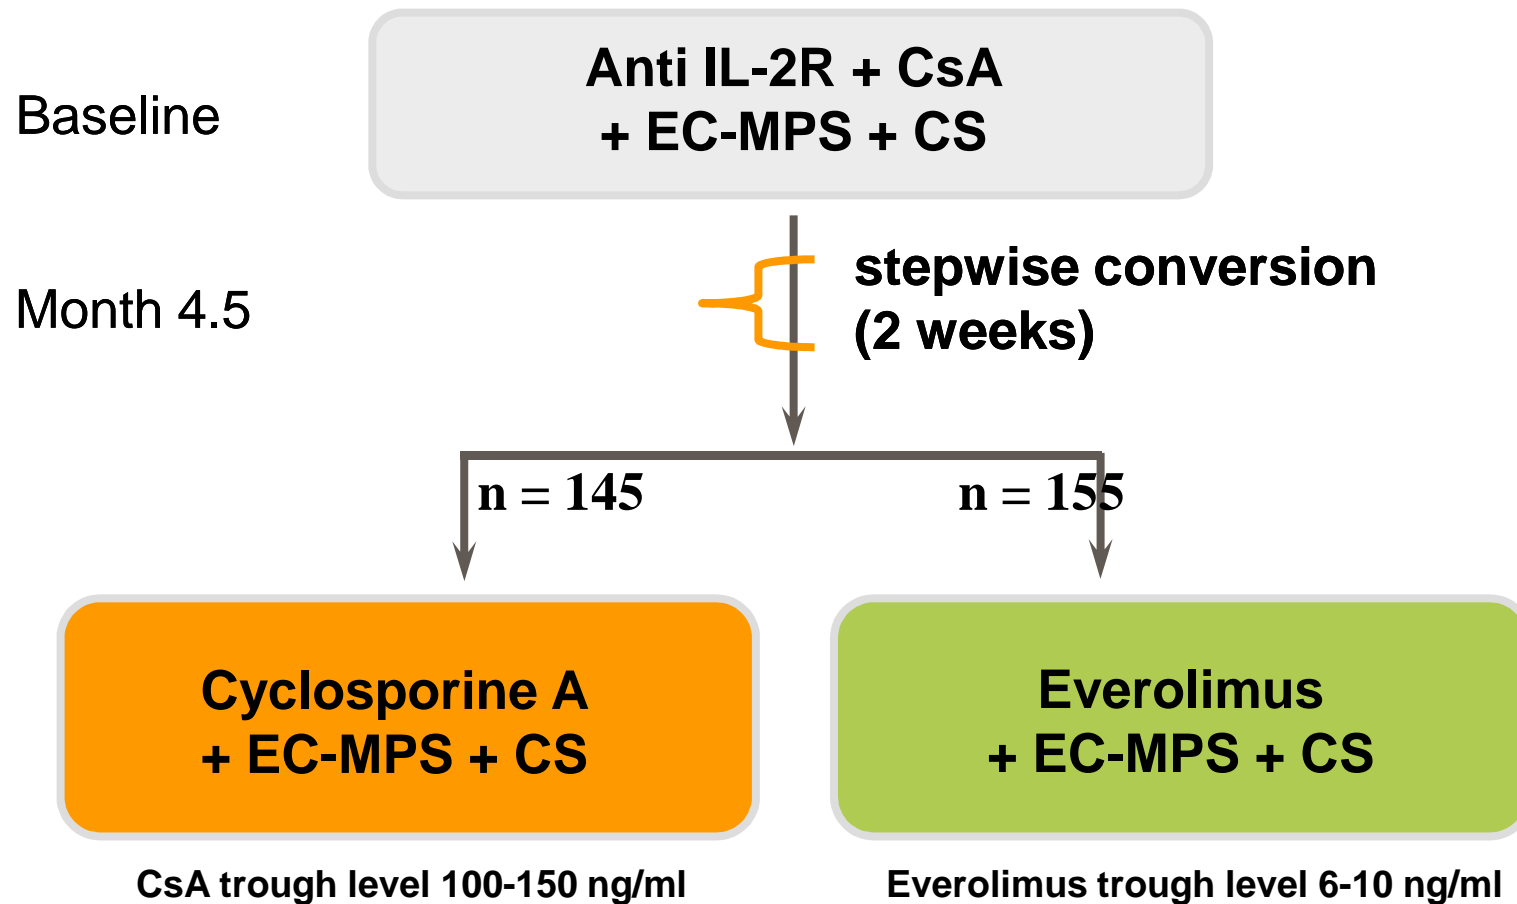 Baseline
Anti IL-2R + CsA
+ EC-MPS + CS
Month 4.5
stepwise conversion
(2 weeks)
n = 145
n = 155
Cyclosporine A
+ EC-MPS + CS
Everolimus
+ EC-MPS + CS
CsA trough level 100-150 ng/ml
Everolimus trough level 6-10 ng/ml